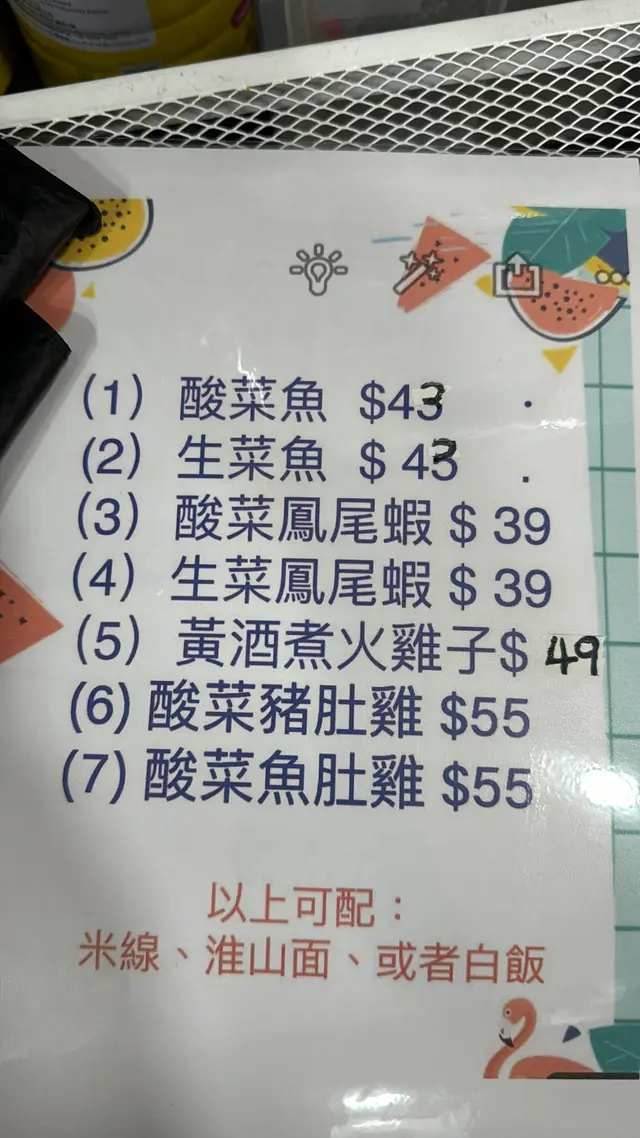 (1) 酸菜魚 $43
(2) 生菜魚 $43
(3) 酸菜鳳尾蝦 $39
(4) 生菜鳳尾蝦 $39
(5) 黃酒煮火雞子$ 49
(6) 酸菜豬肚雞 $55
(7) 酸菜魚肚雞 $55
以上可配：
米線、淮山面、或者白飯